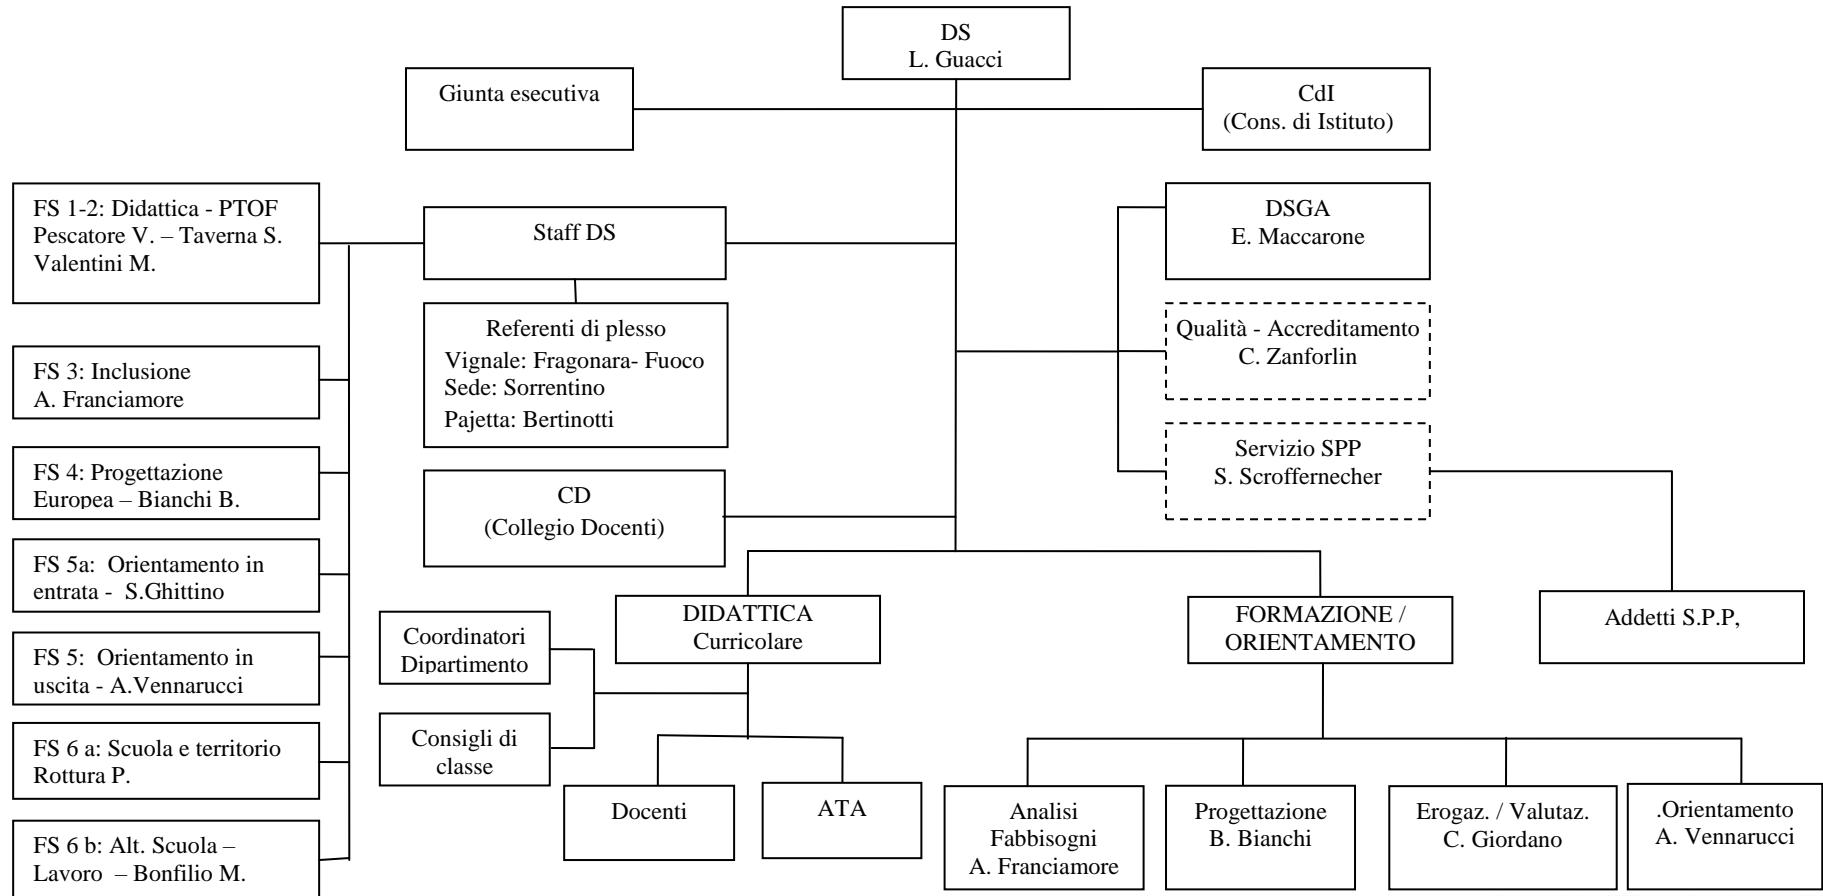 DS
L. Guacci
Giunta esecutiva
CdI
(Cons. di Istituto)
FS 1-2: Didattica - PTOF
Pescatore V. – Taverna S.
Valentini M.
Staff DS
DSGA
E. Maccarone
Referenti di plesso
Vignale: Fragonara- Fuoco
Sede: Sorrentino
Pajetta: Bertinotti
Qualità - Accreditamento
C. Zanforlin
FS 3: Inclusione
A. Franciamore
Servizio SPP
S. Scroffernecher
FS 4: Progettazione
Europea – Bianchi B.
CD
(Collegio Docenti)
FS 5a:  Orientamento in
entrata -  S.Ghittino
DIDATTICA
Curricolare
FORMAZIONE /
ORIENTAMENTO
Addetti S.P.P,
Coordinatori
Dipartimento
FS 5:  Orientamento in
uscita - A.Vennarucci
Consigli di
classe
FS 6 a: Scuola e territorio
Rottura P.
Docenti
ATA
Analisi
Fabbisogni
A. Franciamore
Progettazione
B. Bianchi
Erogaz. / Valutaz.
C. Giordano
.Orientamento
A. Vennarucci
FS 6 b: Alt. Scuola –
Lavoro  – Bonfilio M.